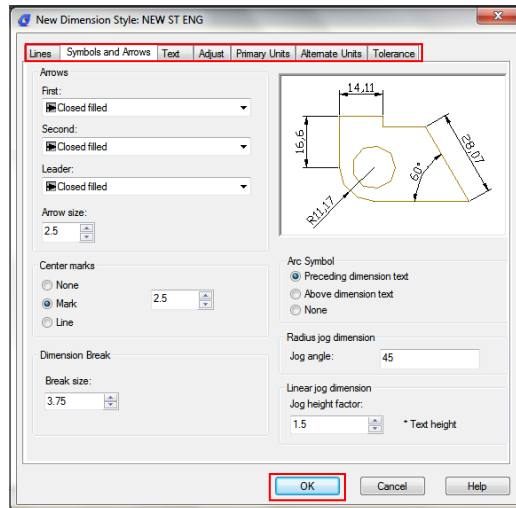 New Dimension Style: NEW ST ENG
Lines Symbols and Arrows Text Adjust Primary Units Alternate Units Tolerance
Arrows
First:
Closed filled
Second:
Closed filled
Leader:
Closed filled
Arrow size:
2.5
Center marks
None
Mark
2.5
Line
Dimension Break
Break size:
3.75
14,11
16,6
28,07
60°
R11,17
Arc Symbol
Preceding dimension text
Above dimension text
None
Radius jog dimension
Jog angle:
45
Linear jog dimension
Jog height factor:
1.5
* Text height
OK Cancel Help